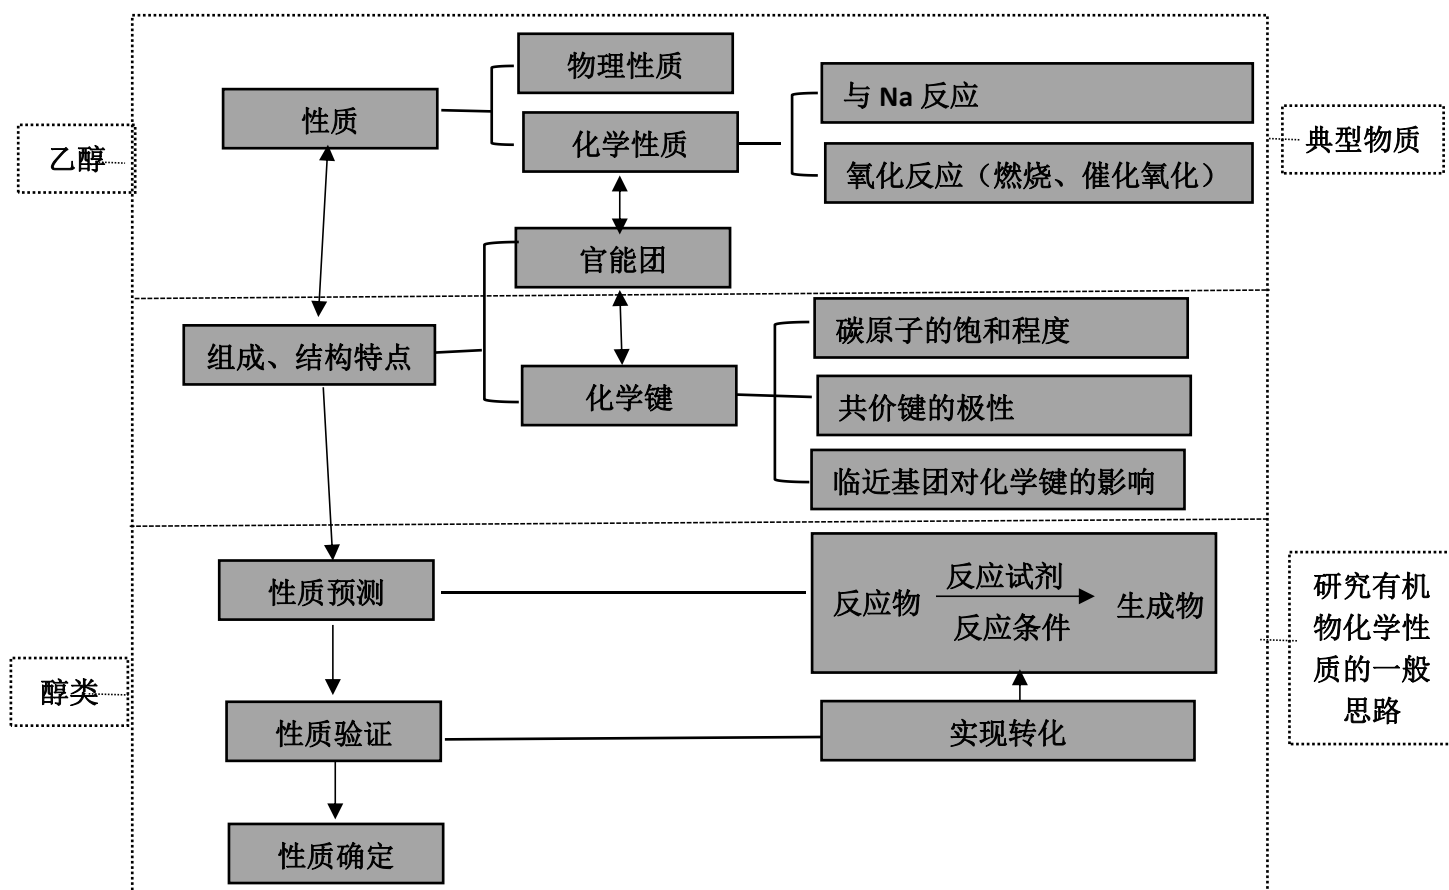 物理性质
与 Na 反应
性质
化学性质
典型物质
乙醇
氧化反应（燃烧、催化氧化）
官能团
碳原子的饱和程度
组成、结构特点
化学键
共价键的极性
临近基团对化学键的影响
性质预测
反应物
反应试剂
反应条件
生成物
研究有机
物化学性
质的一般
思路
醇类
性质验证
实现转化
性质确定